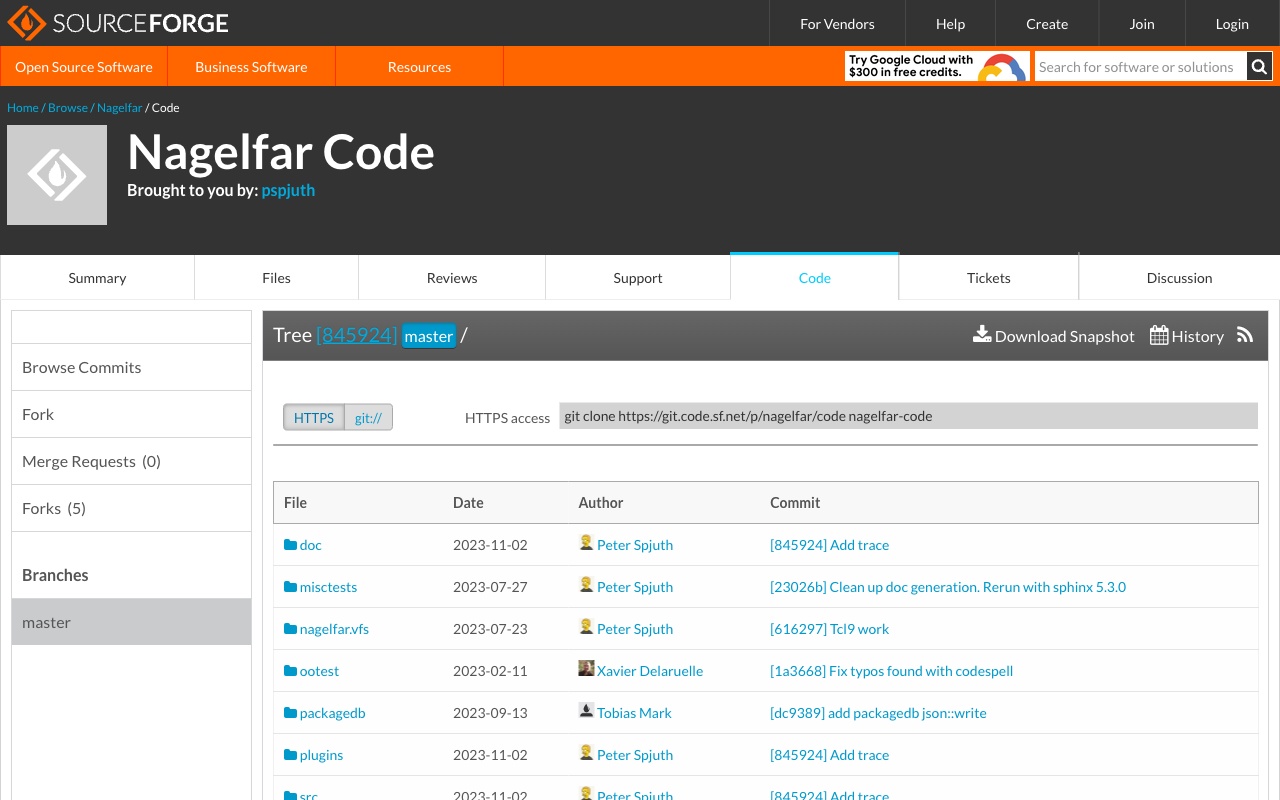 SOURCEFORGE
For Vendors
Help
Create
Join
Login
Open Source Software
Business Software
Resources
Try Google Cloud with
$300 in free credits.
Search for software or solutions
Home / Browse / Nagelfar / Code
Nagelfar Code
Brought to you by: pspjuth
Summary
Files
Reviews
Support
Code
Tickets
Discussion
Browse Commits
Fork
Merge Requests (0)
Forks (5)
Branches
master
Tree [845924] master /
Download Snapshot
History
HTTPS
git://
HTTPS access
git clone https://git.code.sf.net/p/nagelfar/code nagelfar-code
File Date Author Commit
doc 2023-11-02 Peter Spjuth [845924] Add trace
misctests 2023-07-27 Peter Spjuth [23026b] Clean up doc generation. Rerun with sphinx 5.3.0
nagelfar.vfs 2023-07-23 Peter Spjuth [616297] Tcl9 work
ootest 2023-02-11 Xavier Delaruelle [1a3668] Fix typos found with codespell
packagedb 2023-09-13 Tobias Mark [dc9389] add packagedb json::write
plugins 2023-11-02 Peter Spjuth [845924] Add trace
src 2023-11-02 Peter Spjuth [845924] Add trace